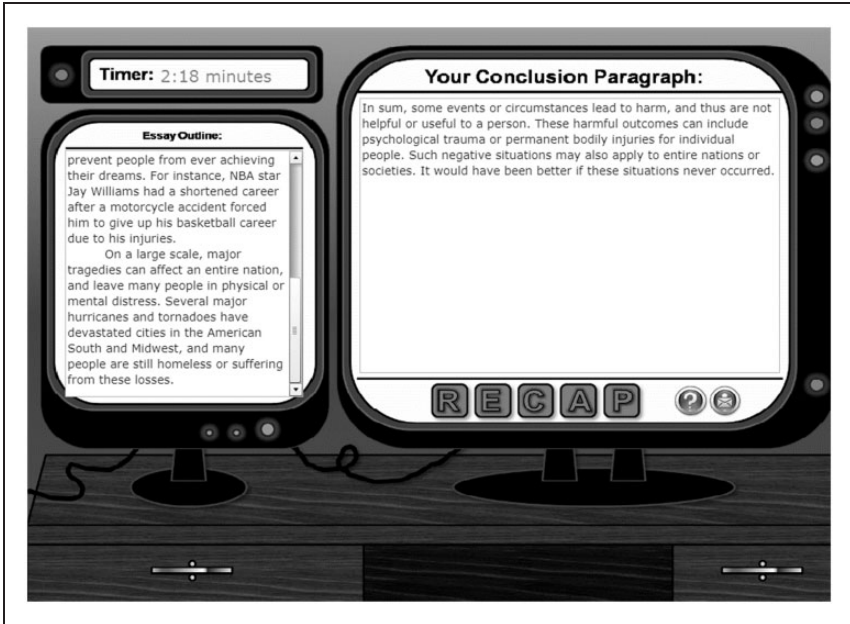 Timer: 2:18 minutes
Essay Outline:
prevent people from ever achieving
their dreams. For instance, NBA star
Jay Williams had a shortened career
after a motorcycle accident forced
him to give up his basketball career
due to his injuries.
On a large scale, major
tragedies can affect an entire nation,
and leave many people in physical or
mental distress. Several major
hurricanes and tornadoes have
devastated cities in the American
South and Midwest, and many
people are still homeless or suffering
from these losses.
Your Conclusion Paragraph:
In sum, some events or circumstances lead to harm, and thus are not
helpful or useful to a person. These harmful outcomes can include
psychological trauma or permanent bodily injuries for individual
people. Such negative situations may also apply to entire nations or
societies. It would have been better if these situations never occurred.
R E C A P ?